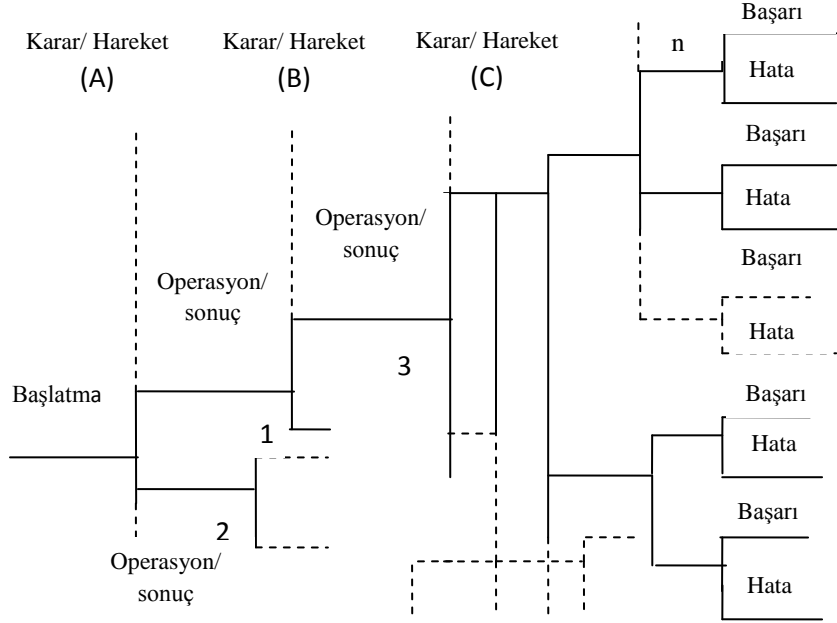 Karar/ Hareket
(A)
Karar/ Hareket
(B)
Karar/ Hareket
(C)
n
Başarı
Hata
Başarı
Hata
Başarı
Hata
Operasyon/
sonuç
Operasyon/
sonuç
3
Başlatma
1
2
Operasyon/
sonuç
Başarı
Hata
Başarı
Hata